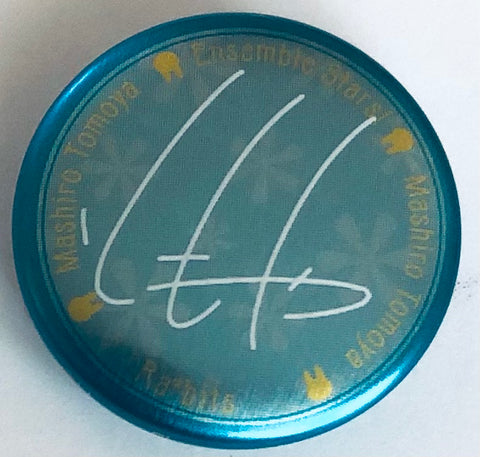 Ensemble Stars!
Mashiro Tomoya
Ra*bits
Mashiro Tomoya